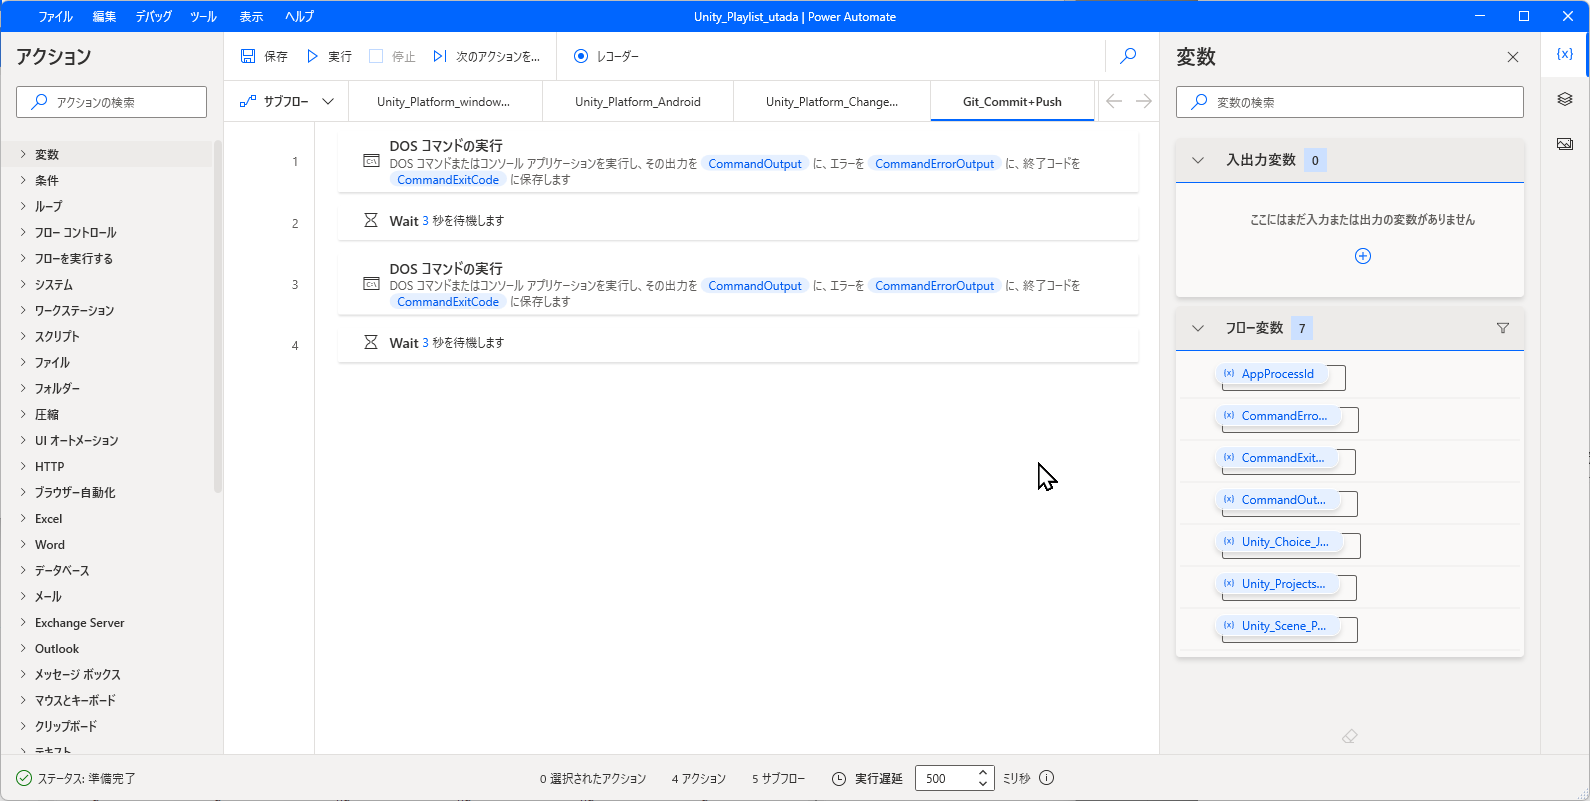 ファイル 編集 デバッグ ツール 表示 ヘルプ
Unity_Playlist_utada | Power Automate
アクション
アクションの検索
変数
条件
ループ
フロー コントロール
フローを実行する
システム
ワークステーション
スクリプト
ファイル
フォルダー
圧縮
UI オートメーション
HTTP
ブラウザー自動化
Excel
Word
データベース
メール
Exchange Server
Outlook
メッセージ ボックス
マウスとキーボード
クリップボード
テキスト
保存 実行 停止 次のアクションを... レコーダー
サブフロー Unity_Platform_window... Unity_Platform_Android Unity_Platform_Change... Git_Commit+Push
1
DOS コマンドの実行
DOS コマンドまたはコンソール アプリケーションを実行し、その出力を CommandOutput に、エラーを CommandErrorOutput に、終了コードを
CommandExitCode に保存します
2
Wait 3 秒を待機します
3
DOS コマンドの実行
DOS コマンドまたはコンソール アプリケーションを実行し、その出力を CommandOutput に、エラーを CommandErrorOutput に、終了コードを
CommandExitCode に保存します
4
Wait 3 秒を待機します
変数
{x}
変数の検索
入出力変数 0
ここにはまだ入力または出力の変数がありません
フロー変数 7
(x) AppProcessId
(x) CommandErro...
(x) CommandExit...
(x) CommandOut...
(x) Unity_Choice_J...
(x) Unity_Projects...
(x) Unity_Scene_P...
ステータス: 準備完了
0 選択されたアクション 4 アクション 5 サブフロー 実行遅延 500 ミリ秒